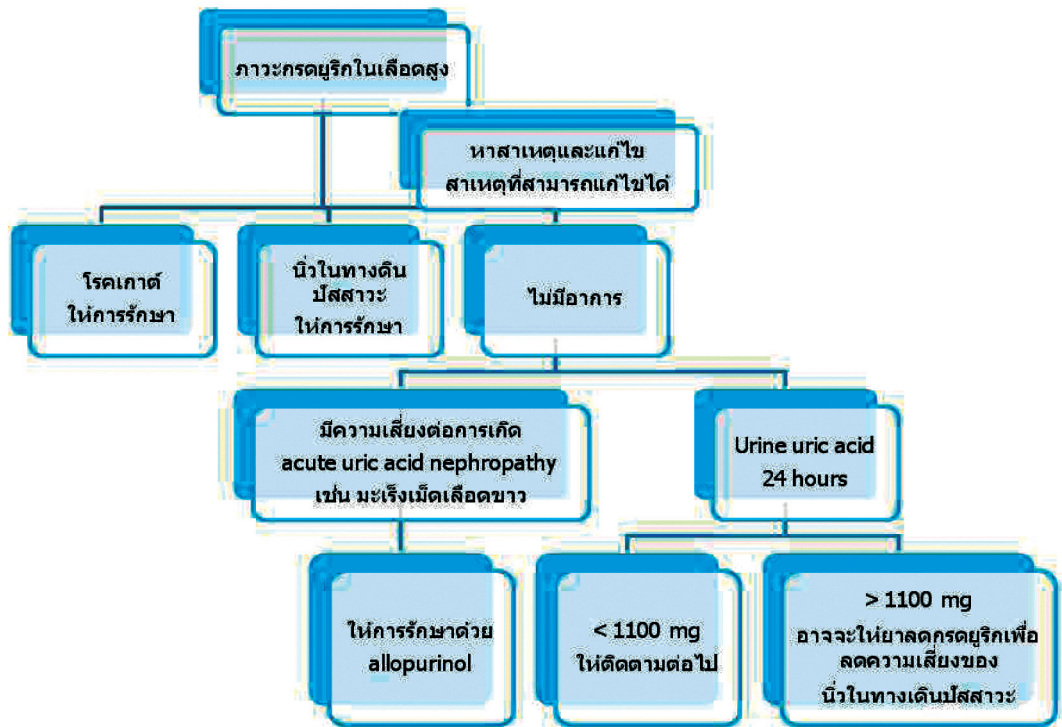 ภาวะกรดยูริกในเลือดสูง
หาสาเหตุและแก้ไข
สาเหตุที่สามารถแก้ไขได้
โรคเกาต์
ให้การรักษา
นิ่วในทางดิน
ปัสสาวะ
ให้การรักษา
ไม่มีอาการ
มีความเสี่ยงต่อการเกิด
acute uric acid nephropathy
เช่น มะเร็งเม็ดเลือดขาว
Urine uric acid
24 hours
ให้การรักษาด้วย
allopurinol
< 1100 mg
ให้ติดตามต่อไป
> 1100 mg
อาจจะให้ยาลดกรดยูริกเพื่อ
ลดความเสี่ยงของ
นิ่วในทางเดินปัสสาวะ